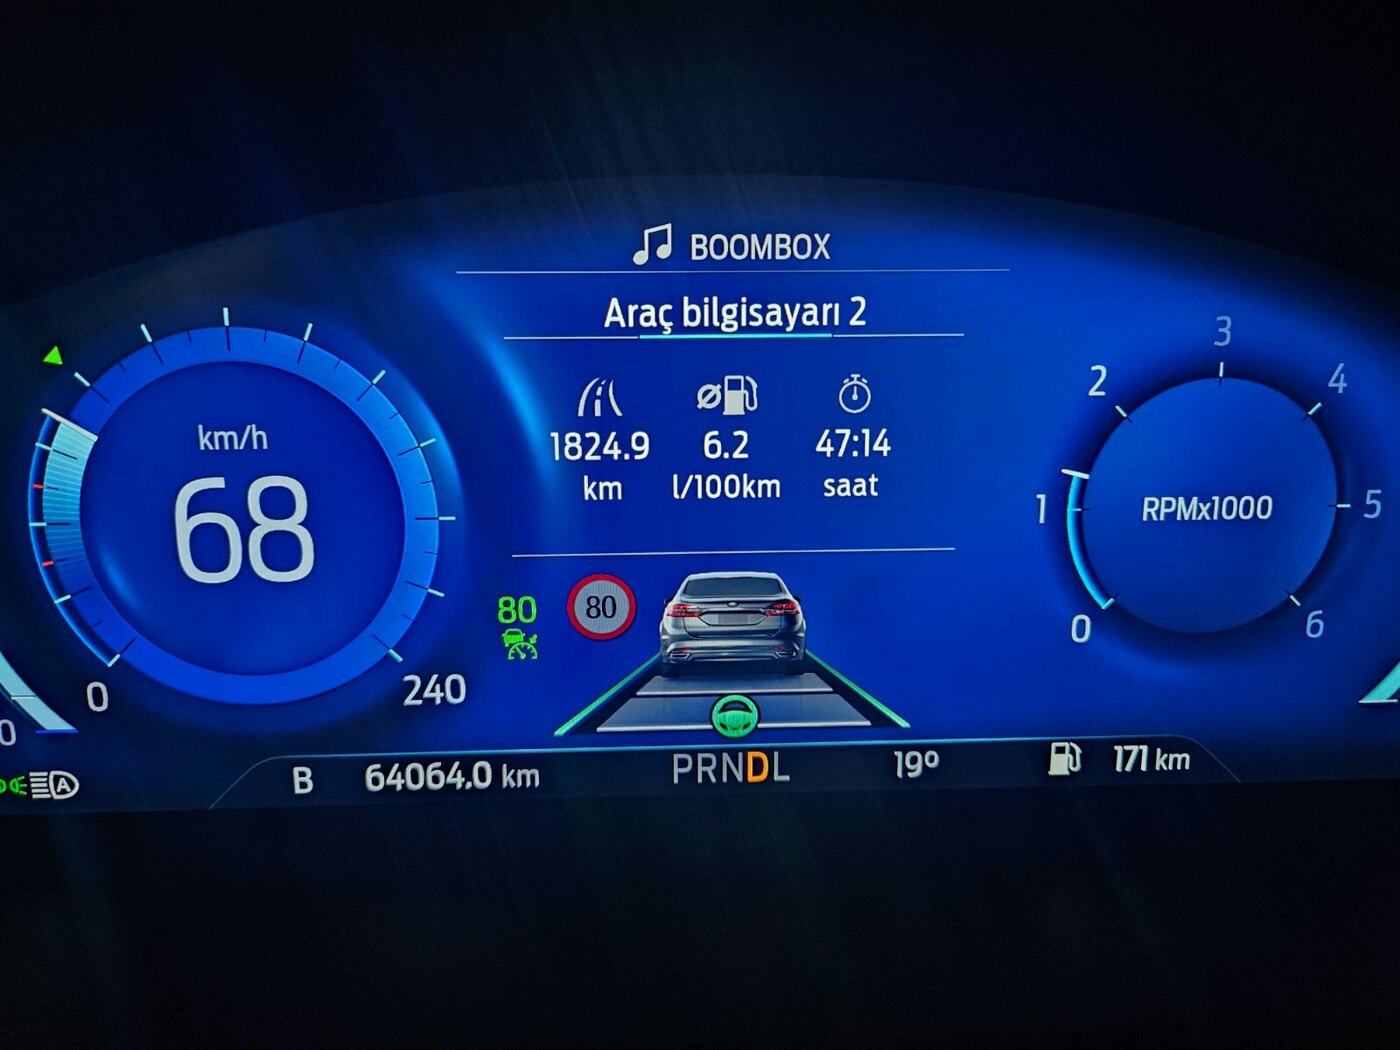 BOOMBOX
Araç bilgisayarı 2
1824.9 6.2 47:14
km l/100km saat
km/h
68
0
240
80
80
RPMx1000
0
1
2
3
4
5
6
0
A
B 64064.0 km PRNDL 19° 171 km